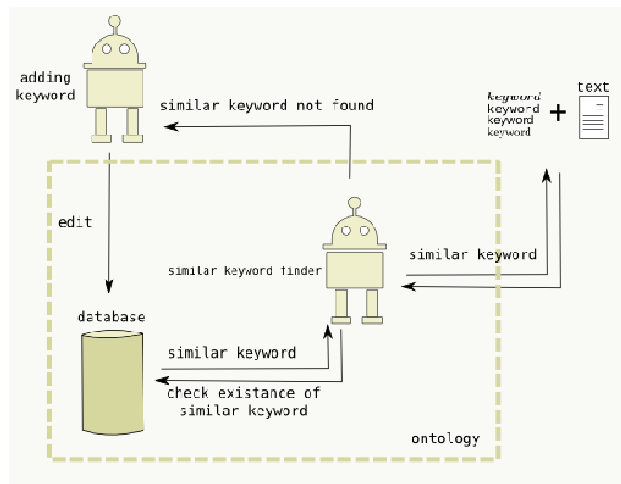 adding
keyword
similar keyword not found
keyword
keyword
keyword
keyword
+
text
edit
similar keyword finder
similar keyword
database
similar keyword
check existance of
similar keyword
ontology